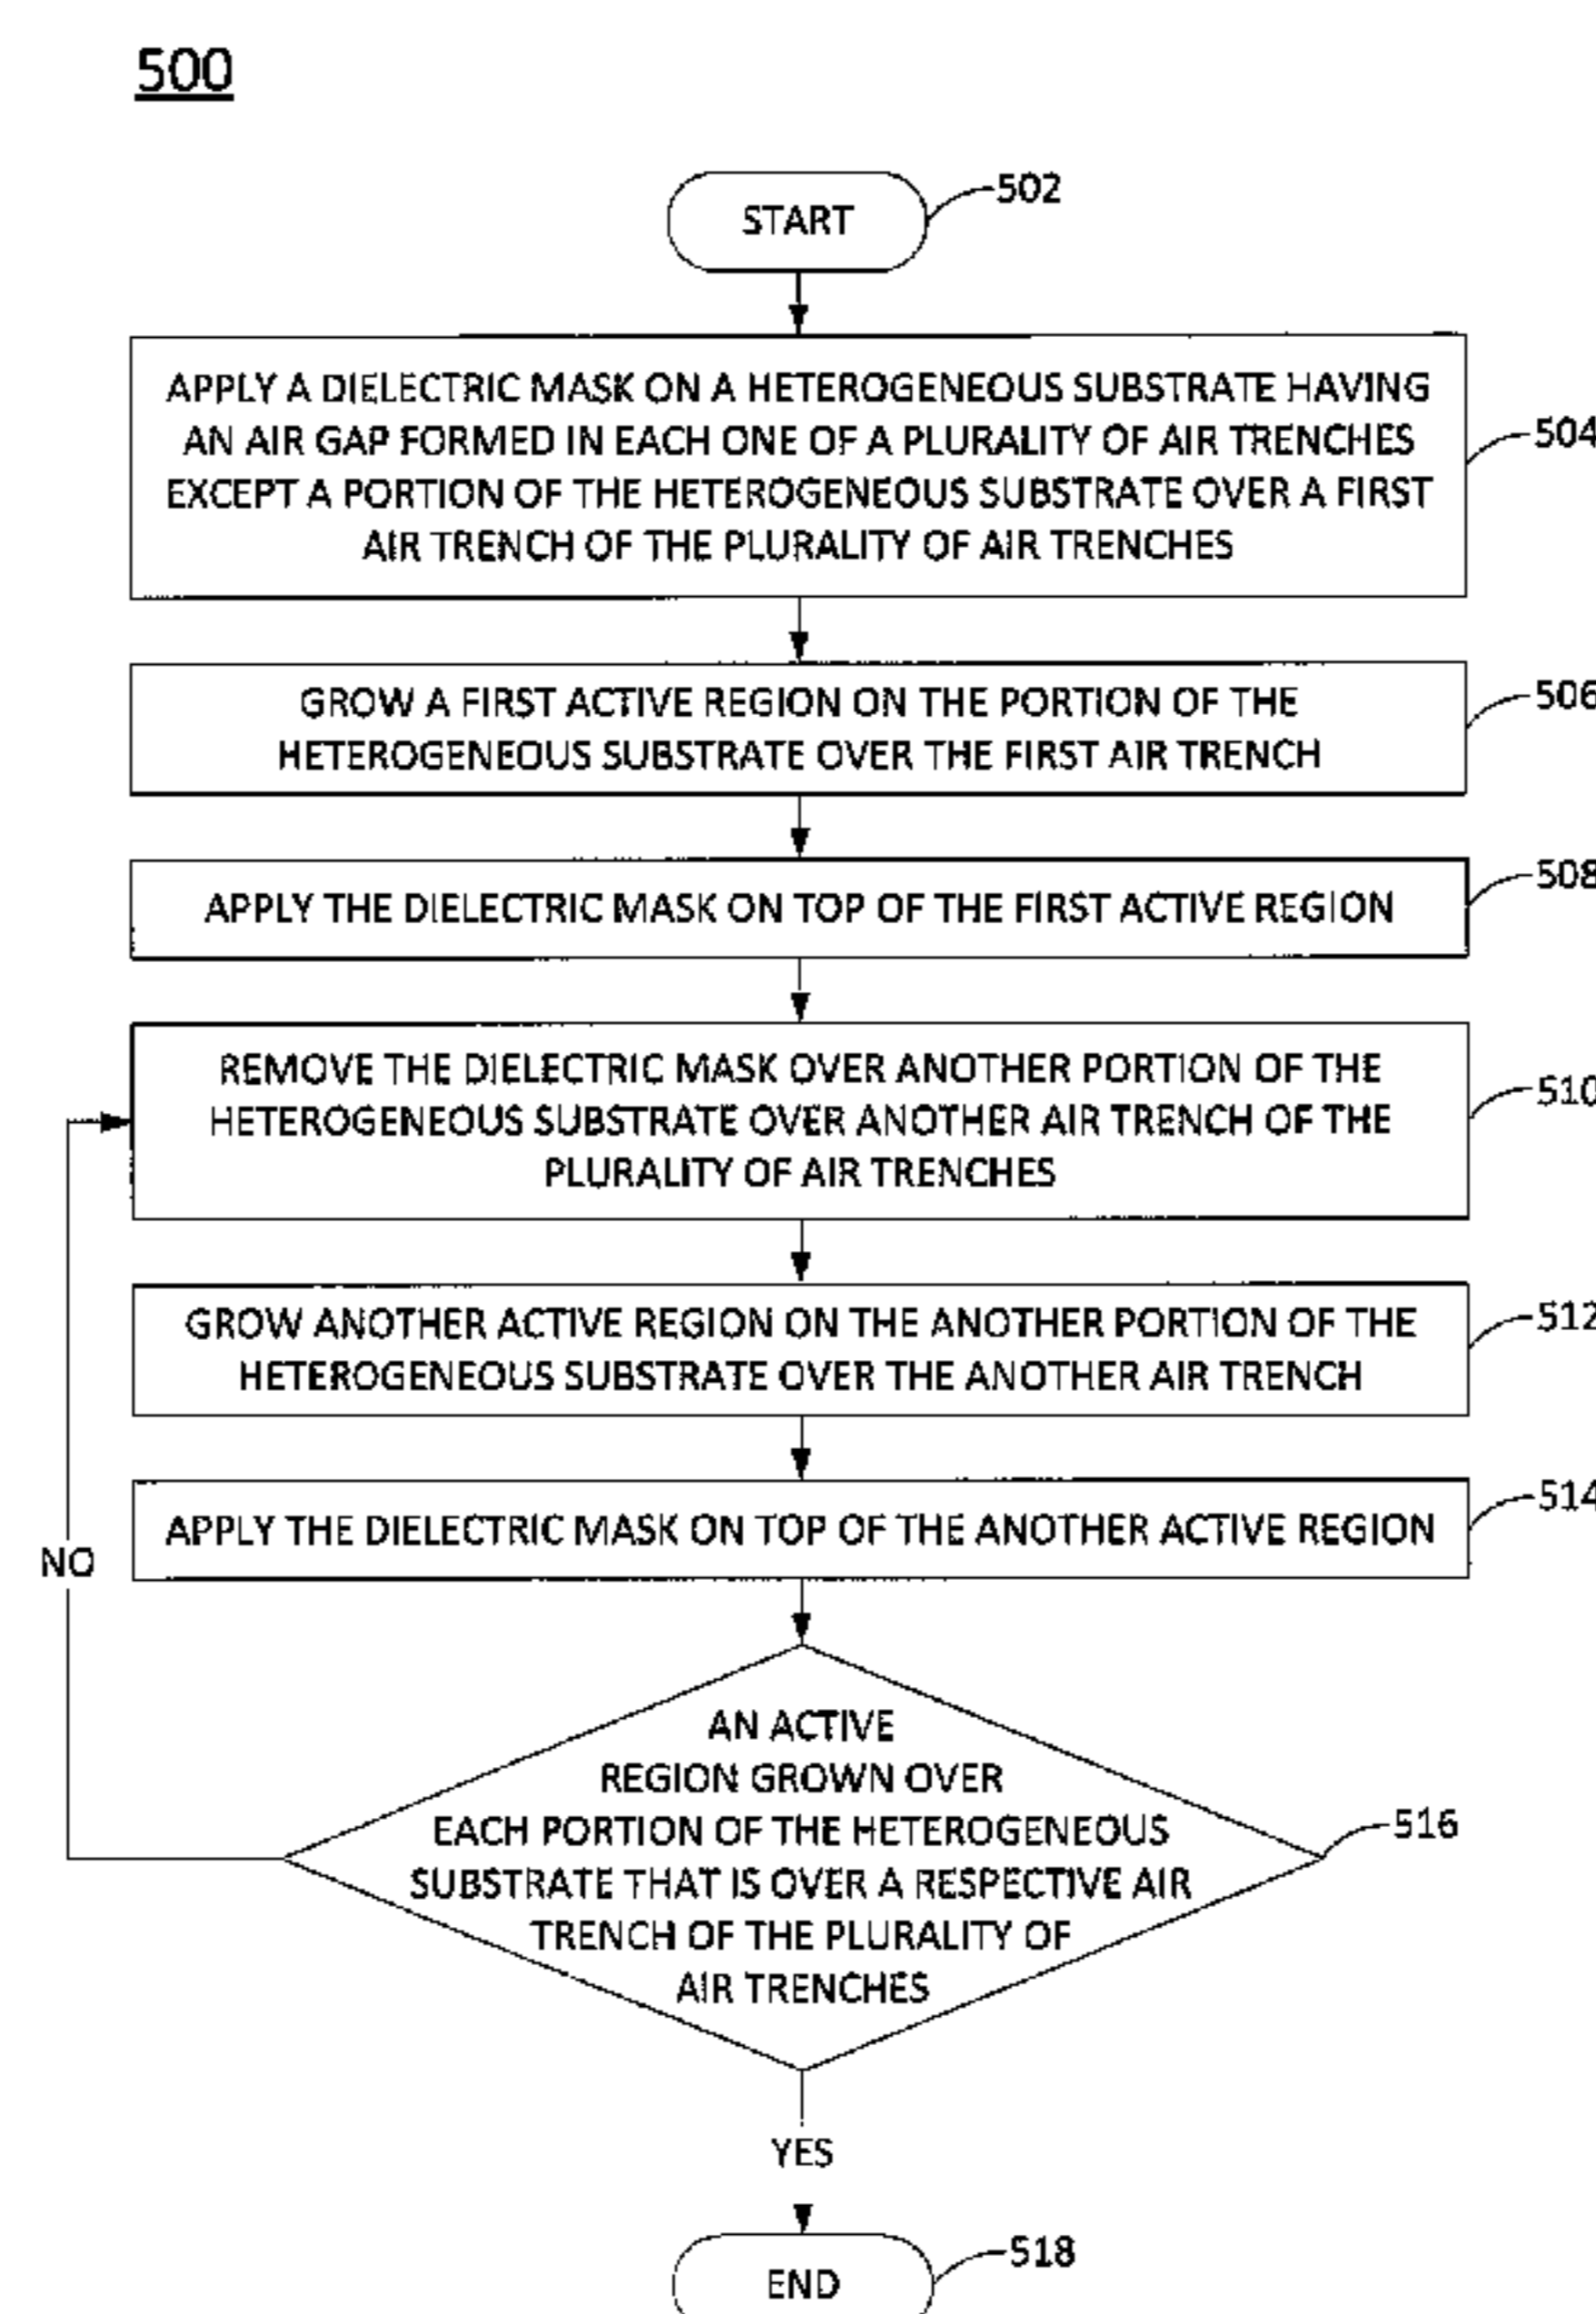 500
START
502
APPLY A DIELECTRIC MASK ON A HETEROGENEOUS SUBSTRATE HAVING
AN AIR GAP FORMED IN EACH ONE OF A PLURALITY OF AIR TRENCHES
EXCEPT A PORTION OF THE HETEROGENEOUS SUBSTRATE OVER A FIRST
AIR TRENCH OF THE PLURALITY OF AIR TRENCHES
504
GROW A FIRST ACTIVE REGION ON THE PORTION OF THE
HETEROGENEOUS SUBSTRATE OVER THE FIRST AIR TRENCH
506
APPLY THE DIELECTRIC MASK ON TOP OF THE FIRST ACTIVE REGION
508
REMOVE THE DIELECTRIC MASK OVER ANOTHER PORTION OF THE
HETEROGENEOUS SUBSTRATE OVER ANOTHER AIR TRENCH OF THE
PLURALITY OF AIR TRENCHES
510
GROW ANOTHER ACTIVE REGION ON THE ANOTHER PORTION OF THE
HETEROGENEOUS SUBSTRATE OVER THE ANOTHER AIR TRENCH
512
APPLY THE DIELECTRIC MASK ON TOP OF THE ANOTHER ACTIVE REGION
514
NO
AN ACTIVE
REGION GROWN OVER
EACH PORTION OF THE HETEROGENEOUS
SUBSTRATE THAT IS OVER A RESPECTIVE AIR
TRENCH OF THE PLURALITY OF
AIR TRENCHES
516
YES
END
518